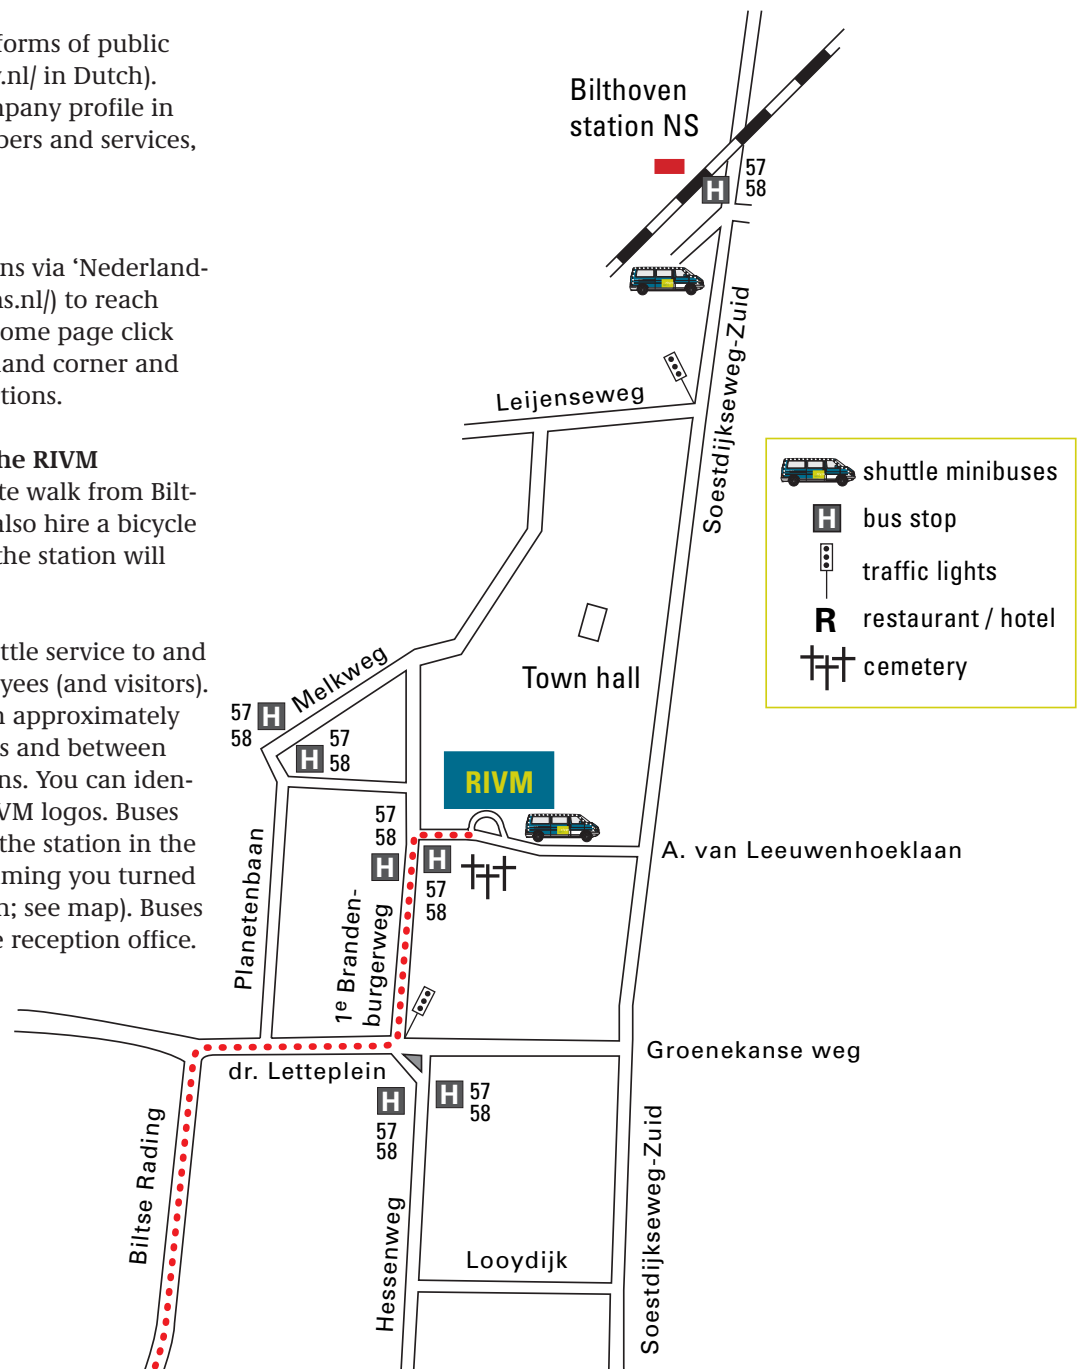 forms of public
.nl/ in Dutch).
pany profile in
bers and services,
ns via ‘Nederland-
s.nl/) to reach
ome page click
and corner and
tions.
he RIVM
te walk from Bilt-
also hire a bicycle
the station will
ttle service to and
yees (and visitors).
n approximately
s and between
ns. You can iden-
VM logos. Buses
the station in the
ming you turned
n; see map). Buses
e reception office.
Bilthoven
station NS
H
57
58
Soestdijkseweg-Zuid
Leijenseweg
shuttle minibuses
H bus stop
traffic lights
R restaurant / hotel
cemetery
Town hall
Melkweg
57
58
H
H
57
58
RIVM
57
58
H
H
57
58
A. van Leeuwenhoeklaan
Planetenbaan
1e Branden-
burgerweg
Groenekanse weg
dr. Letteplein
H
57
58
H
57
58
Biltse Rading
Hessenweg
Looydijk
Soestdijkseweg-Zuid